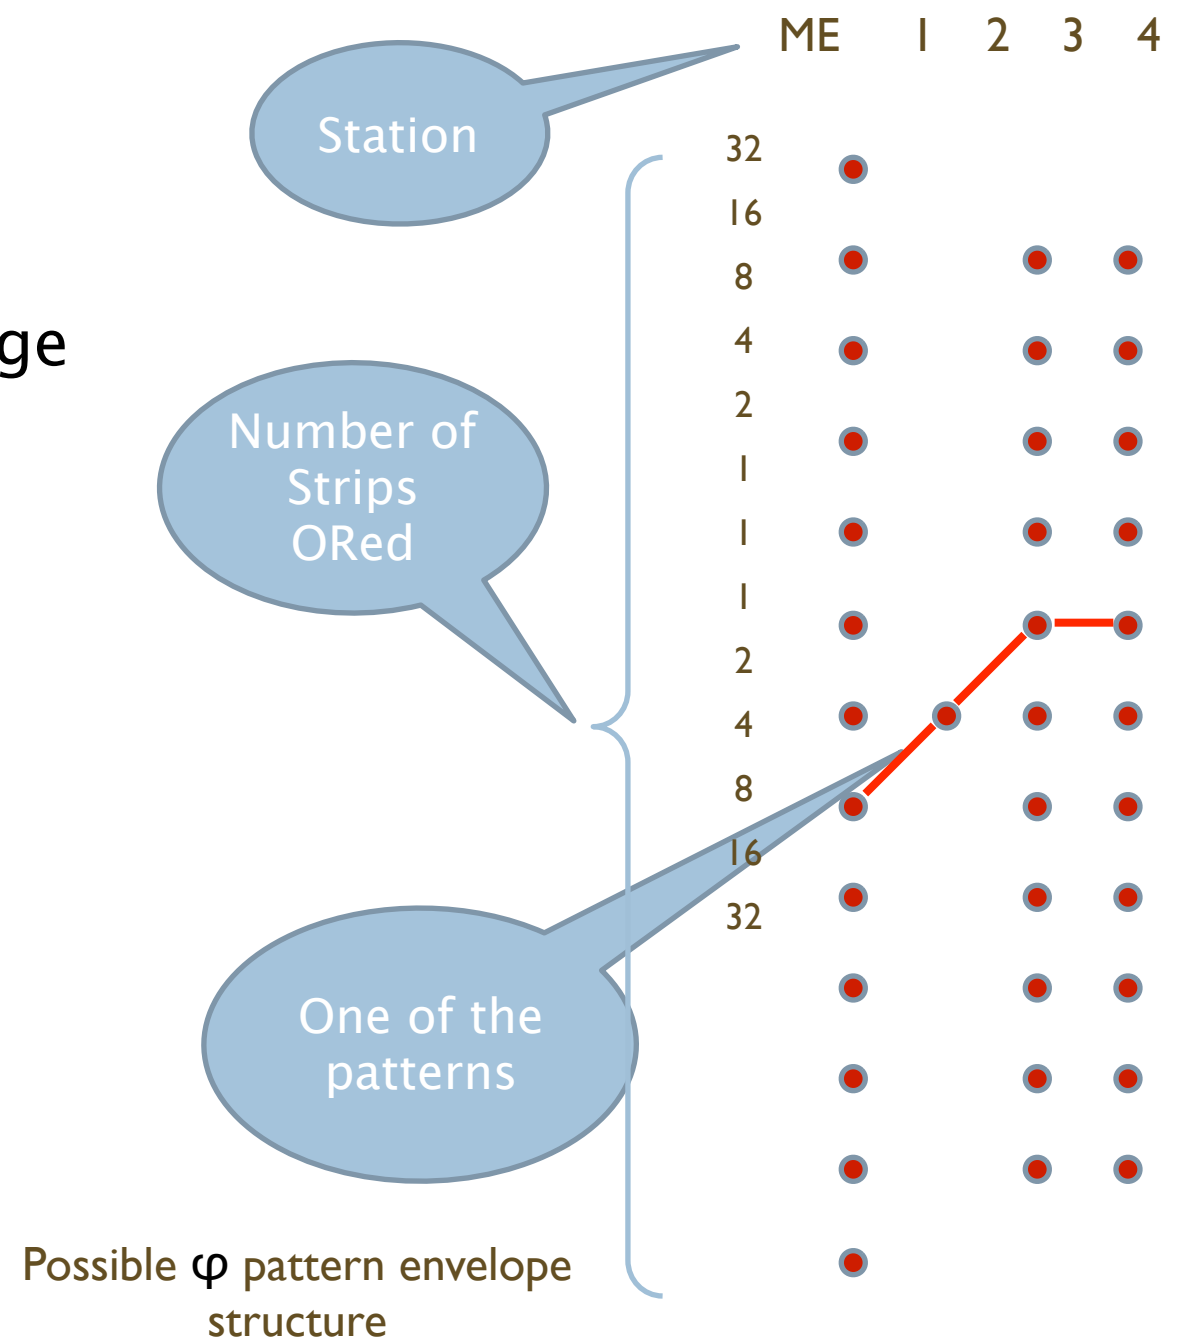 ME 1 2 3 4
Station
32
16
8
4
2
1
1
1
2
4
8
16
32
ge
Number of
Strips
ORed
One of the
patterns
Possible φ pattern envelope
structure